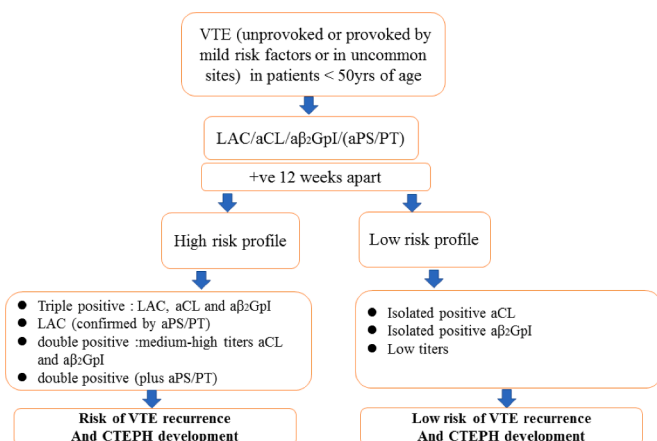 VTE (unprovoked or provoked by
mild risk factors or in uncommon
sites) in patients < 50yrs of age
LAC/aCL/aβ₂GpI/(aPS/PT)
+ve 12 weeks apart
High risk profile
Low risk profile
● Triple positive : LAC, aCL and aβ₂GpI
● LAC (confirmed by aPS/PT)
● double positive :medium-high titers aCL
and aβ₂GpI
● double positive (plus aPS/PT)
● Isolated positive aCL
● Isolated positive aβ₂GpI
● Low titers
Risk of VTE recurrence
And CTEPH development
Low risk of VTE recurrence
And CTEPH development